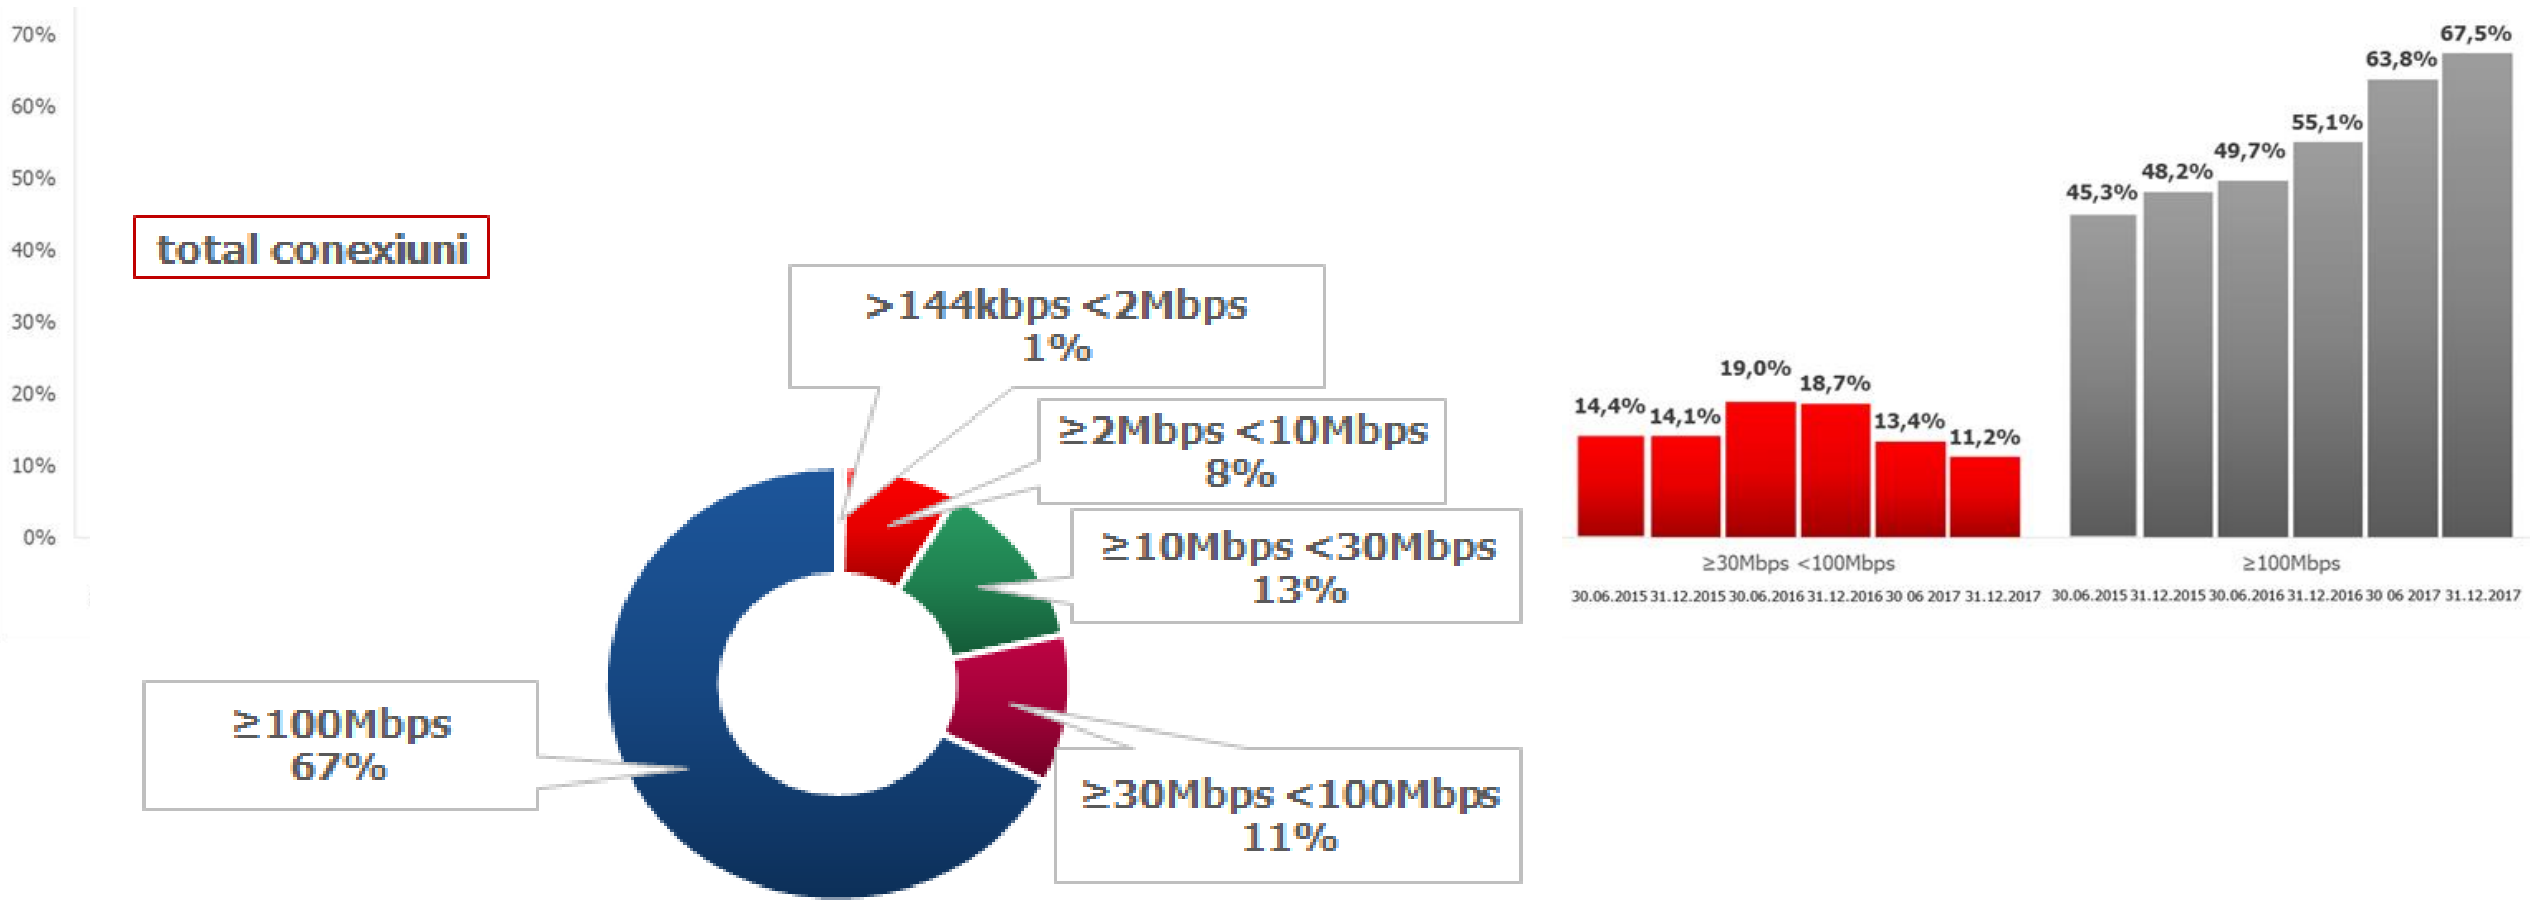 70%
60%
50%
40%
30%
20%
10%
0%
total conexiuni
>144kbps <2Mbps
1%
≥2Mbps <10Mbps
8%
≥10Mbps <30Mbps
13%
≥30Mbps <100Mbps
11%
≥100Mbps
67%
14,4%
14,1%
19,0%
18,7%
13,4%
11,2%
45,3%
48,2%
49,7%
55,1%
63,8%
67,5%
≥30Mbps <100Mbps
≥100Mbps
30.06.2015 31.12.2015 30.06.2016 31.12.2016 30 06 2017 31.12.2017
30.06.2015 31.12.2015 30.06.2016 31.12.2016 30 06 2017 31.12.2017